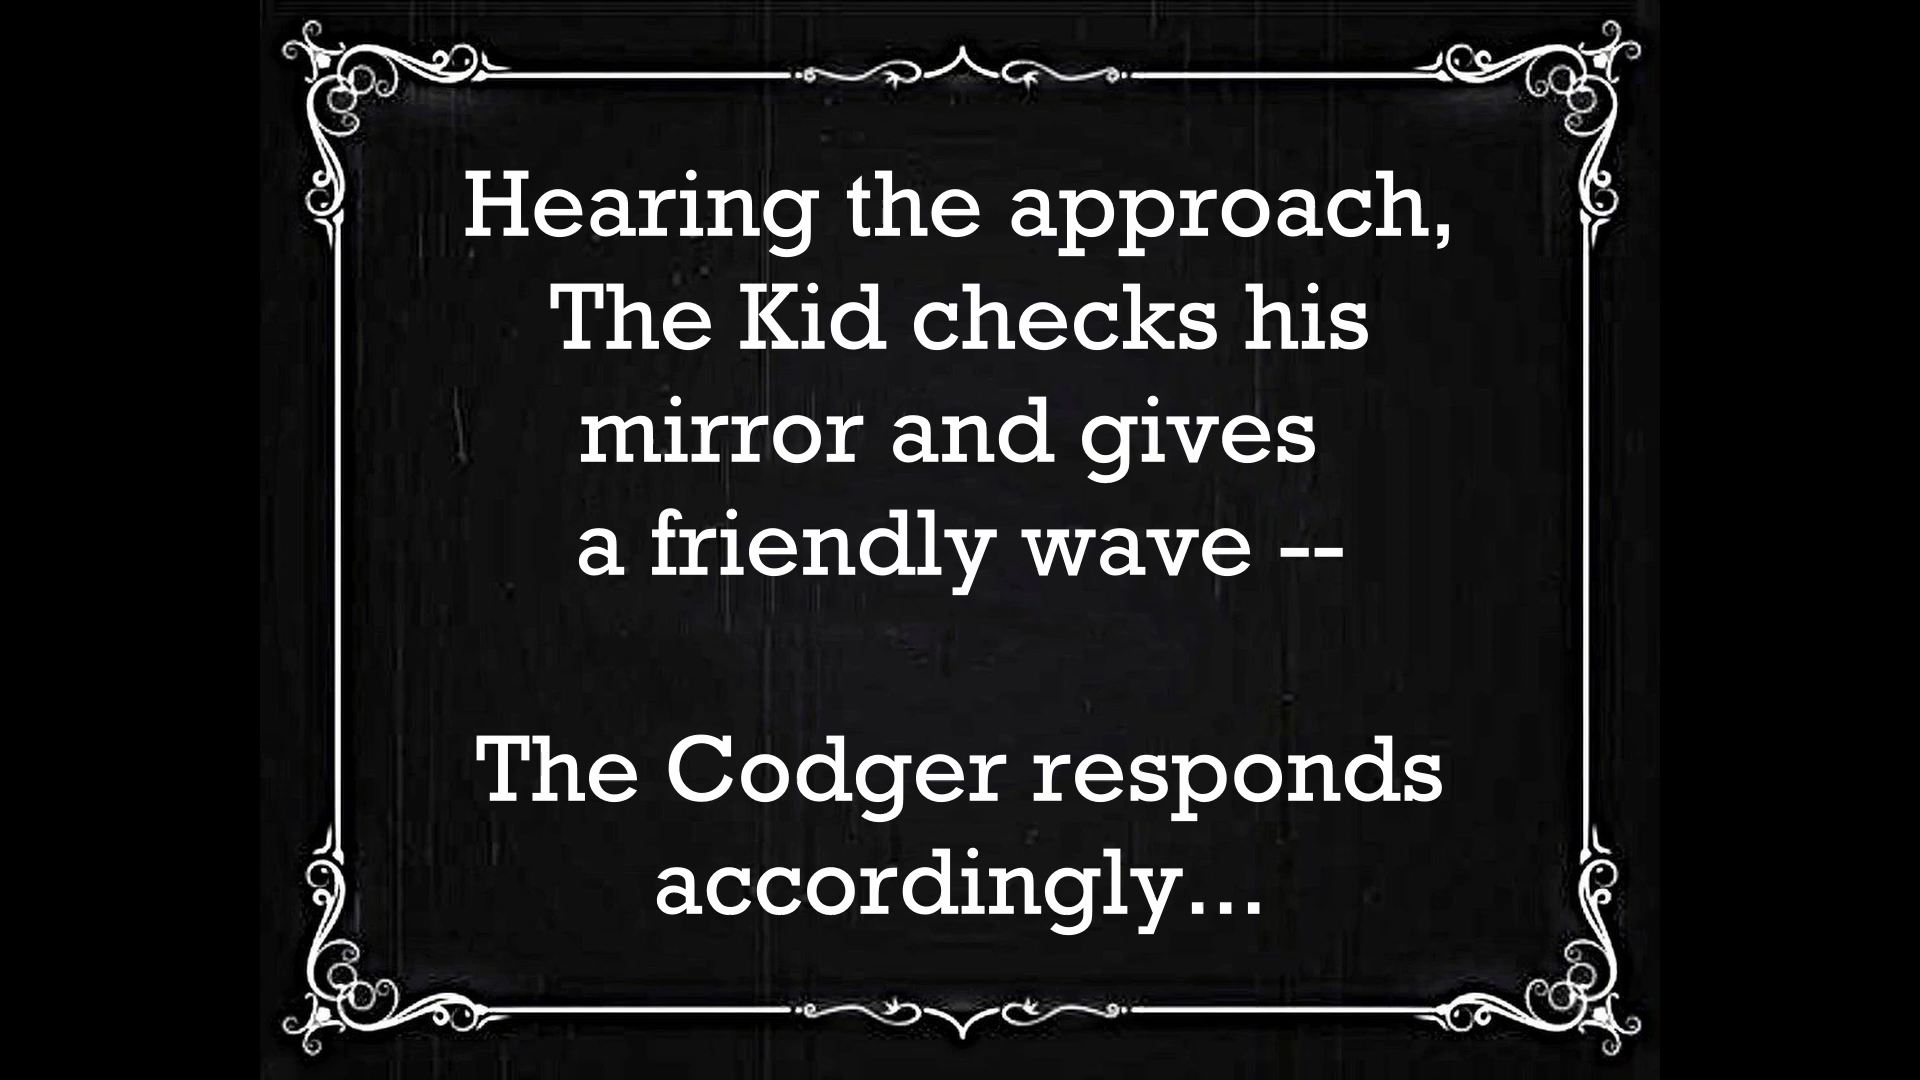 Hearing the approach,
The Kid checks his
mirror and gives
a friendly wave --
The Codger responds
accordingly...